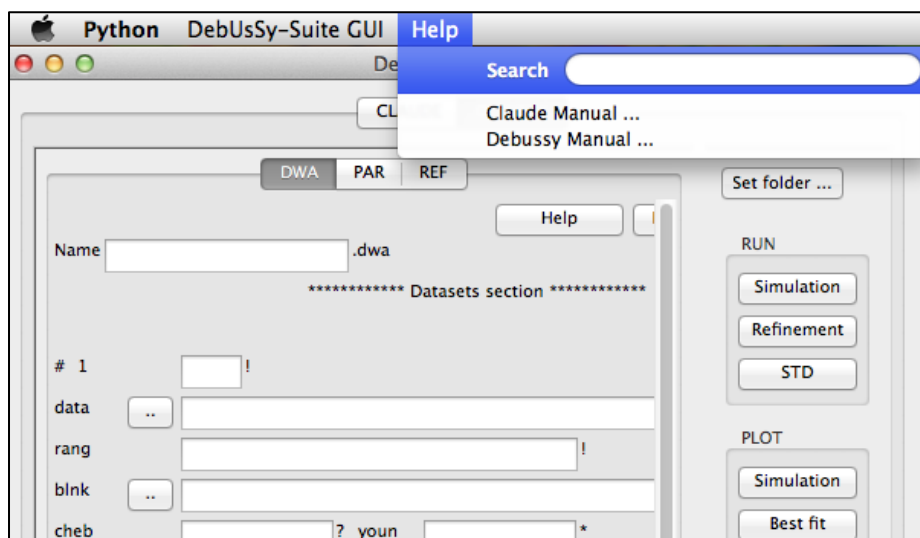 Python DebUsSy-Suite GUI Help
De
Search
CL
Claude Manual ...
Debussy Manual ...
DWA PAR REF
Set folder ...
Help
Name .dwa
RUN
************ Datasets section ************
Simulation
Refinement
# 1 !
STD
data ..
rang !
PLOT
blnk ..
Simulation
cheb ? youn *
Best fit